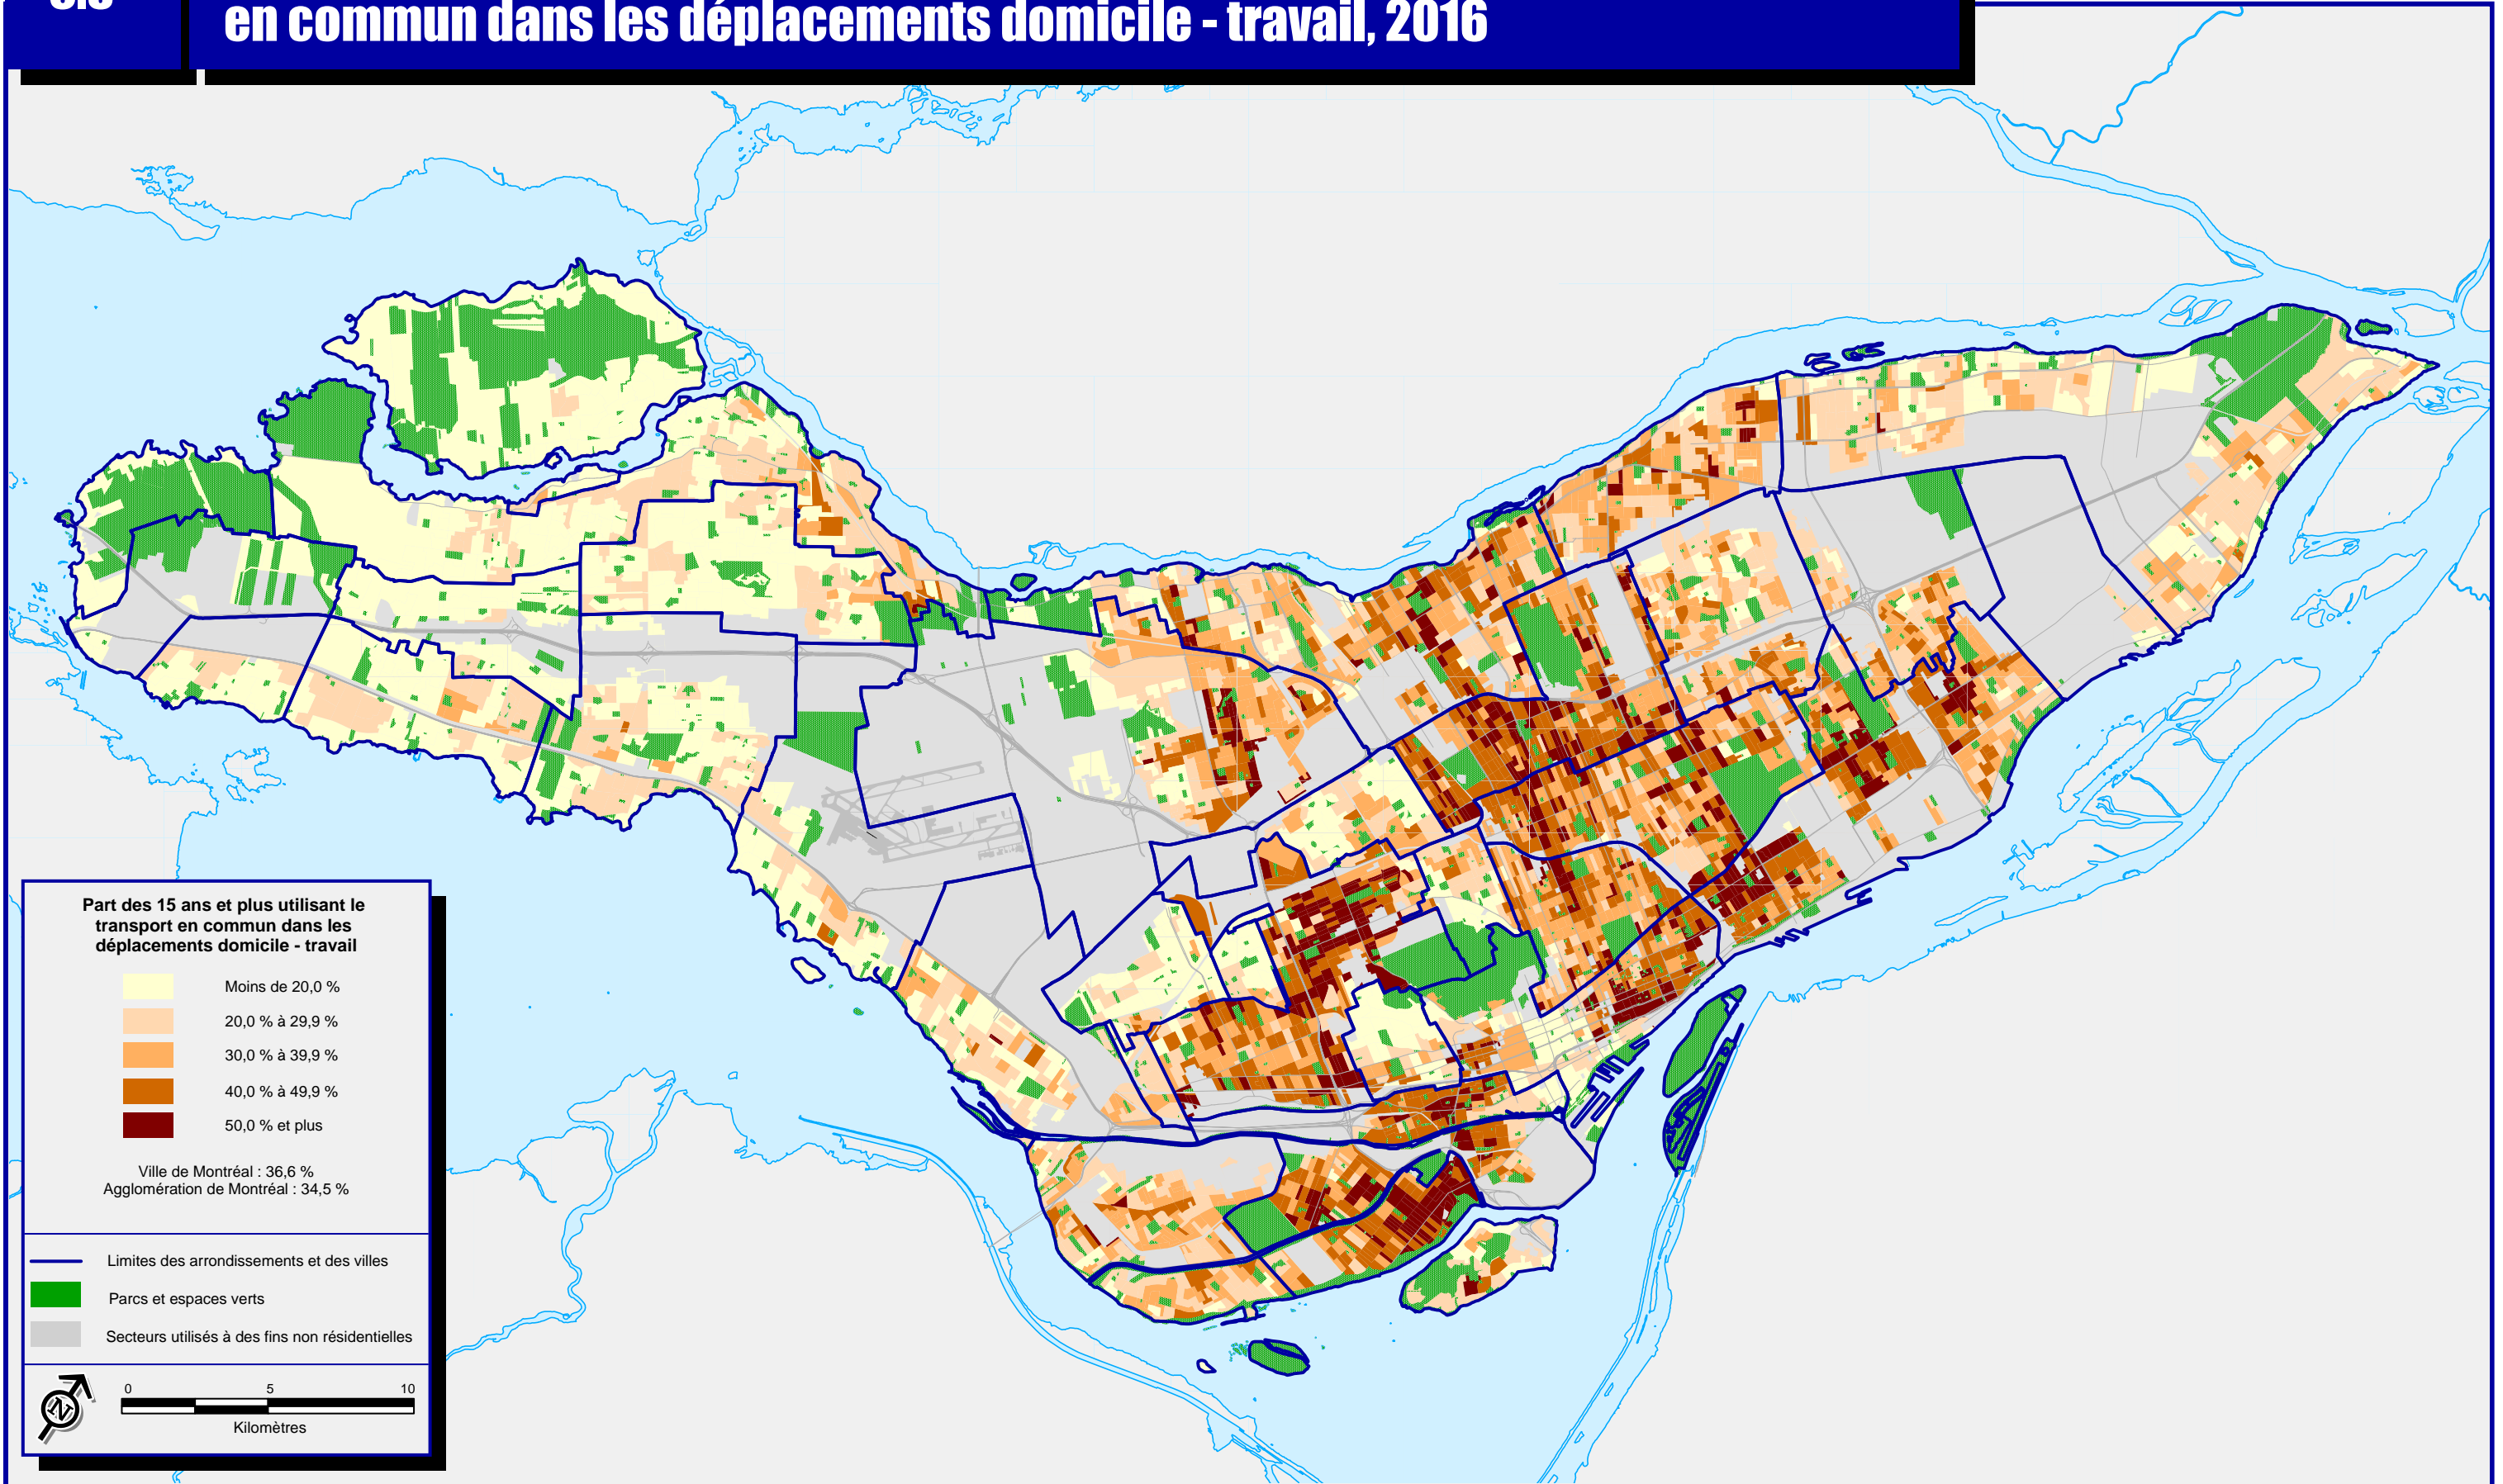 en commun dans les déplacements domicile - travail, 2016
Part des 15 ans et plus utilisant le
transport en commun dans les
déplacements domicile - travail
Moins de 20,0 %
20,0 % à 29,9 %
30,0 % à 39,9 %
40,0 % à 49,9 %
50,0 % et plus
Ville de Montréal : 36,6 %
Agglomération de Montréal : 34,5 %
Limites des arrondissements et des villes
Parcs et espaces verts
Secteurs utilisés à des fins non résidentielles
N
0 5 10
Kilomètres